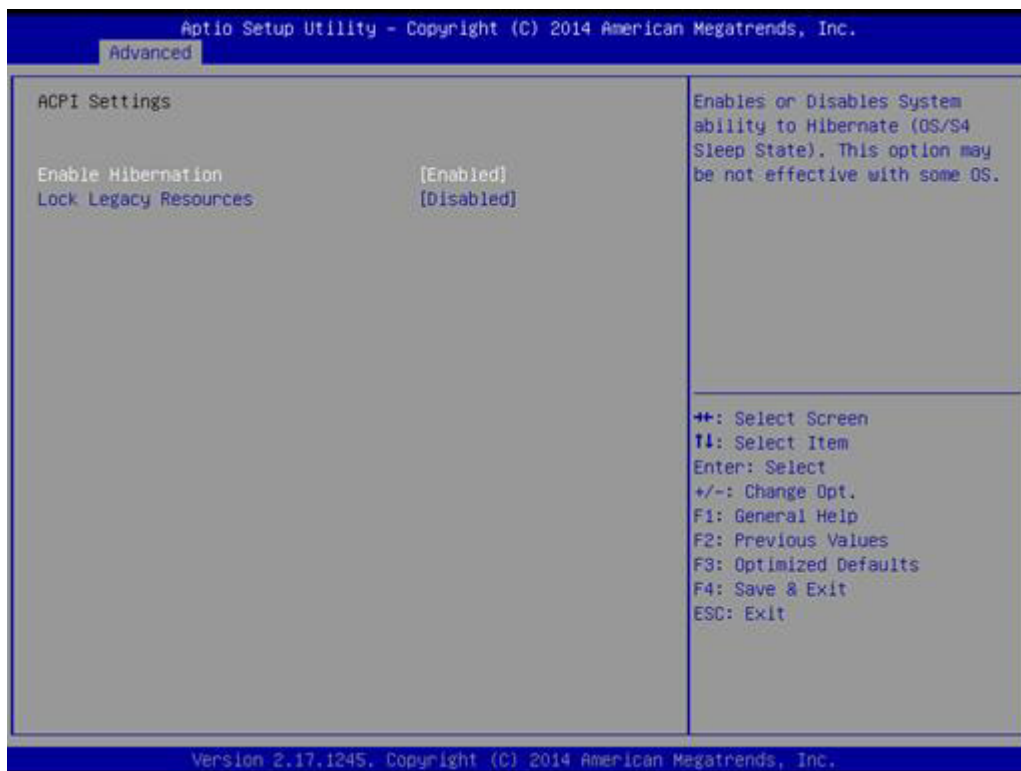 Aptio Setup Utility – Copyright (C) 2014 American Megatrends, Inc.
Advanced
ACPI Settings
Enable Hibernation [Enabled]
Lock Legacy Resources [Disabled]
Enables or Disables System
ability to Hibernate (OS/S4
Sleep State). This option may
be not effective with some OS.
→←: Select Screen
↑↓: Select Item
Enter: Select
+/-: Change Opt.
F1: General Help
F2: Previous Values
F3: Optimized Defaults
F4: Save & Exit
ESC: Exit
Version 2.17.1245. Copyright (C) 2014 American Megatrends, Inc.